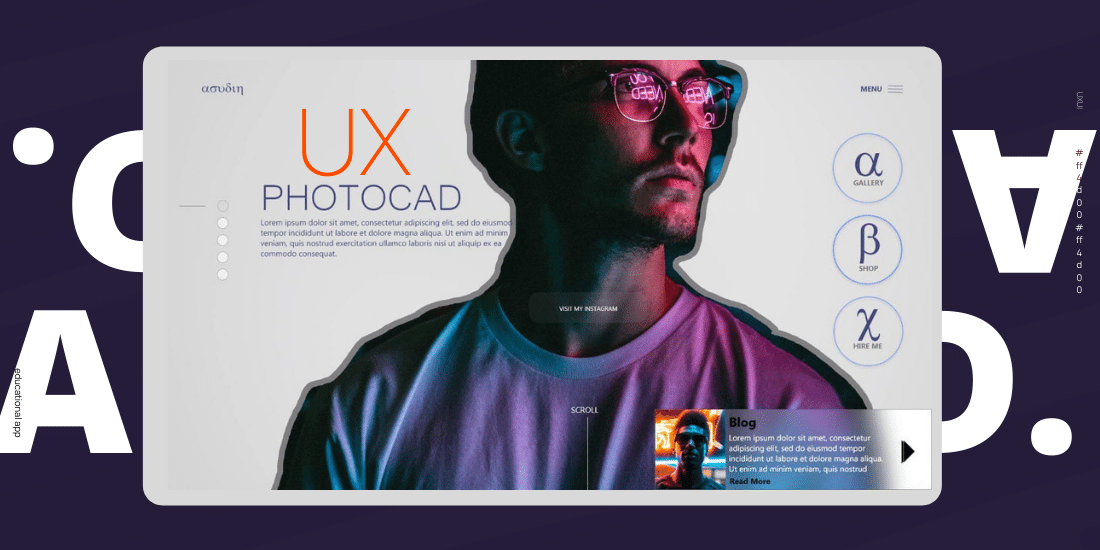 ασυδιη
MENU
UX
PHOTOCAD
Lorem ipsum dolor sit amet, consectetur adipiscing elit, sed do eiusmod
tempor incididunt ut labore et dolore magna aliqua. Ut enim ad minim
veniam, quis nostrud exercitation ullamco laboris nisi ut aliquip ex ea
commodo consequat.
YOU
NEED
α
GALLERY
β
SHOP
χ
HIRE ME
VISIT MY INSTAGRAM
SCROLL
Blog
Lorem ipsum dolor sit amet, consectetur
adipiscing elit, sed do eiusmod tempor
incididunt ut labore et dolore magna aliqua.
Ut enim ad minim veniam, quis nostrud
Read More
UXUI
#ff4d00#ff4d00
educational app
A